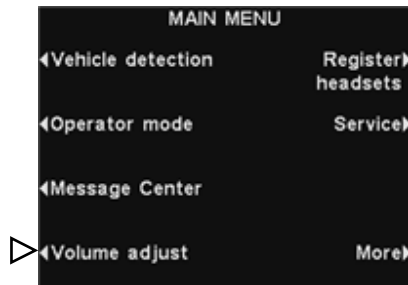 MAIN MENU
Vehicle detection
Register
headsets
Operator mode
Service
Message Center
Volume adjust
More